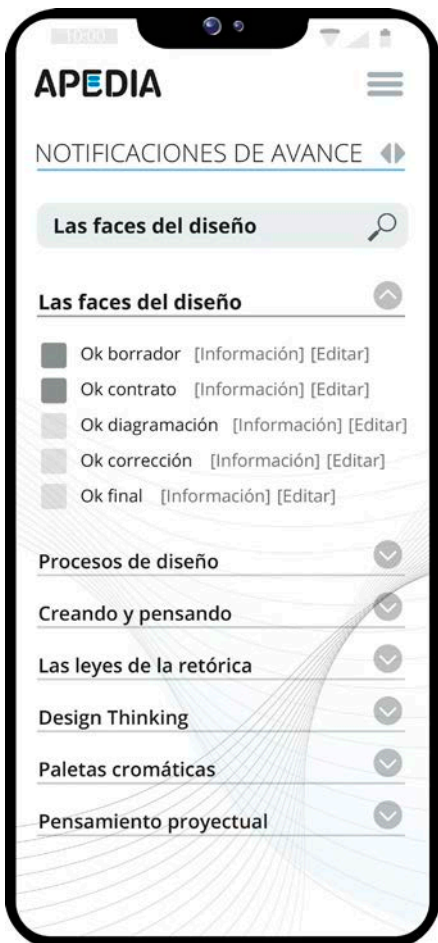 10:00
APEDIA
NOTIFICACIONES DE AVANCE
Las faces del diseño
Las faces del diseño
Ok borrador [Información] [Editar]
Ok contrato [Información] [Editar]
Ok diagramación [Información] [Editar]
Ok corrección [Información] [Editar]
Ok final [Información] [Editar]
Procesos de diseño
Creando y pensando
Las leyes de la retórica
Design Thinking
Paletas cromáticas
Pensamiento proyectual